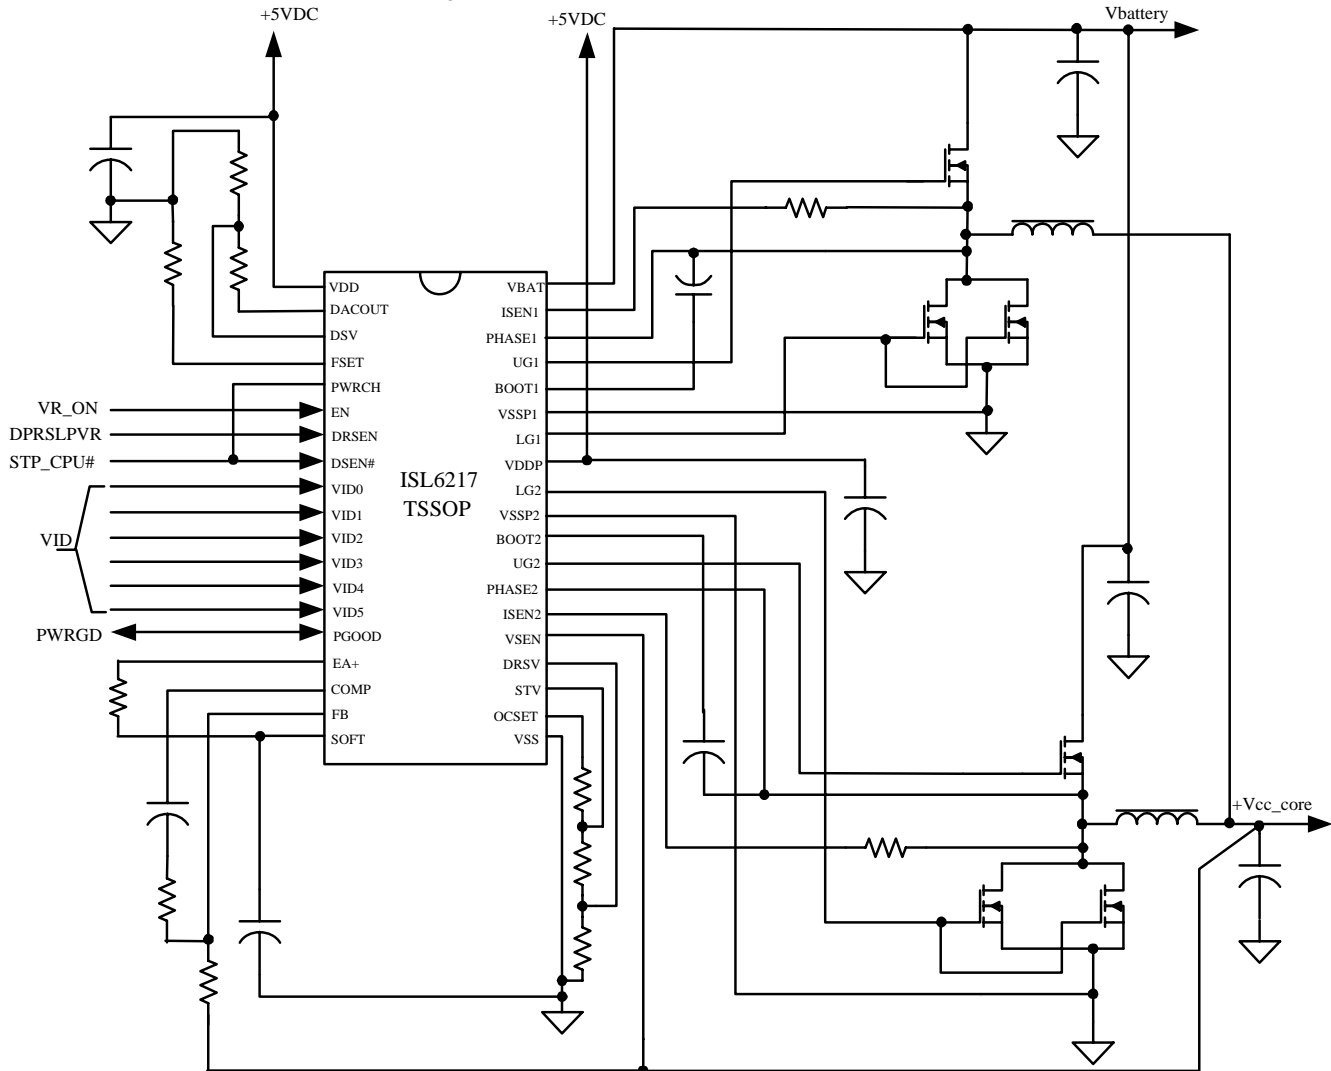 +5VDC
+5VDC
Vbattery
VDD
DACOUT
DSV
FSET
PWRCH
EN
DRSEN
DSEN#
VID0
VID1
VID2
VID3
VID4
VID5
PGOOD
EA+
COMP
FB
SOFT
VR_ON
DPRSLPVR
STP_CPU#
VID
PWRGD
ISL6217
TSSOP
VBAT
ISEN1
PHASE1
UG1
BOOT1
VSSP1
LG1
VDDP
LG2
VSSP2
BOOT2
UG2
PHASE2
ISEN2
VSEN
DRSV
STV
OCSET
VSS
+Vcc_core